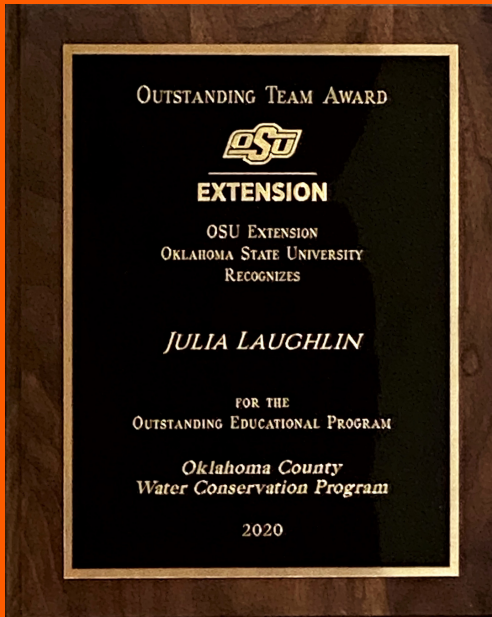 Outstanding Team Award
OSU
EXTENSION
OSU Extension
Oklahoma State University
Recognizes
Julia Laughlin
for the
Outstanding Educational Program
Oklahoma County
Water Conservation Program
2020